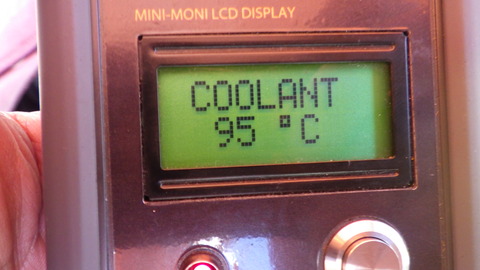 MINI-MONI LCD DISPLAY
COOLANT
95 °C